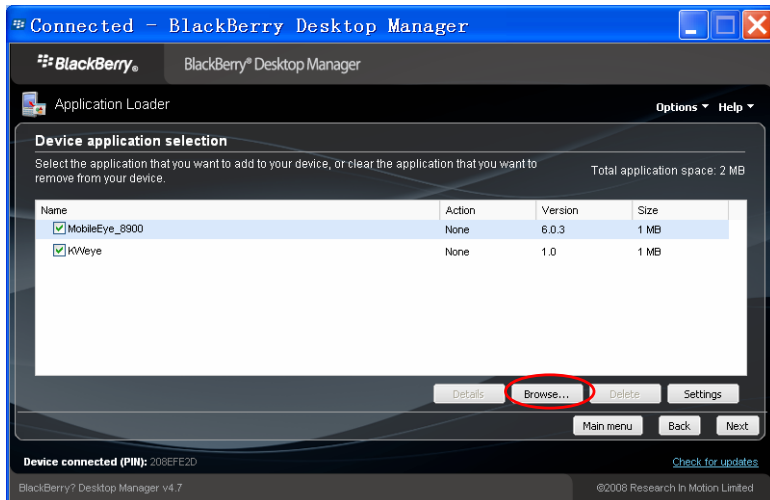 Connected - BlackBerry Desktop Manager
BlackBerry® BlackBerry® Desktop Manager
Application Loader Options Help
Device application selection
Select the application that you want to add to your device, or clear the application that you want to
remove from your device.
Total application space: 2 MB
Name Action Version Size
MobileEye_8900 None 6.0.3 1 MB
KWeye None 1.0 1 MB
Details Browse... Delete Settings
Main menu Back Next
Device connected (PIN): 208EFE2D Check for updates
BlackBerry? Desktop Manager v4.7 ©2008 Research In Motion Limited